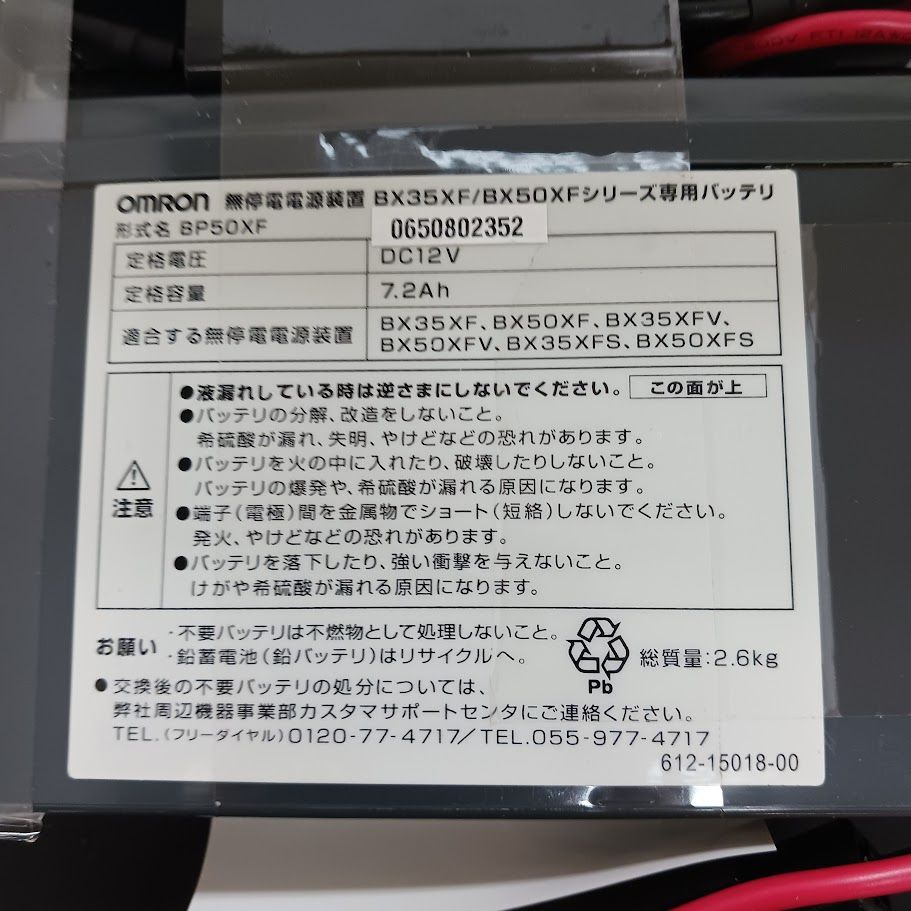 OMRON 無停電電源装置 BX35XF/BX50XFシリーズ専用バッテリ
形式名 BP50XF
0650802352
定格電圧 DC12V
定格容量 7.2Ah
適合する無停電電源装置 BX35XF、BX50XF、BX35XFV、
BX50XFV、BX35XFS、BX50XFS
●液漏れしている時は逆さまにしないでください。 この面が上
●バッテリの分解、改造をしないこと。
希硫酸が漏れ、失明、やけどなどの恐れがあります。
●バッテリを火の中に入れたり、破壊したりしないこと。
バッテリの爆発や、希硫酸が漏れる原因になります。
注意
●端子(電極)間を金属物でショート(短絡)しないでください。
発火、やけどなどの恐れがあります。
●バッテリを落下したり、強い衝撃を与えないこと。
けがや希硫酸が漏れる原因になります。
お願い
・不要バッテリは不燃物として処理しないこと。
・鉛蓄電池(鉛バッテリ)はリサイクルへ。
Pb
総質量:2.6kg
●交換後の不要バッテリの処分については、
弊社周辺機器事業部カスタマサポートセンタにご連絡ください。
TEL.(フリーダイヤル)0120-77-4717/TEL.055-977-4717
612-15018-00